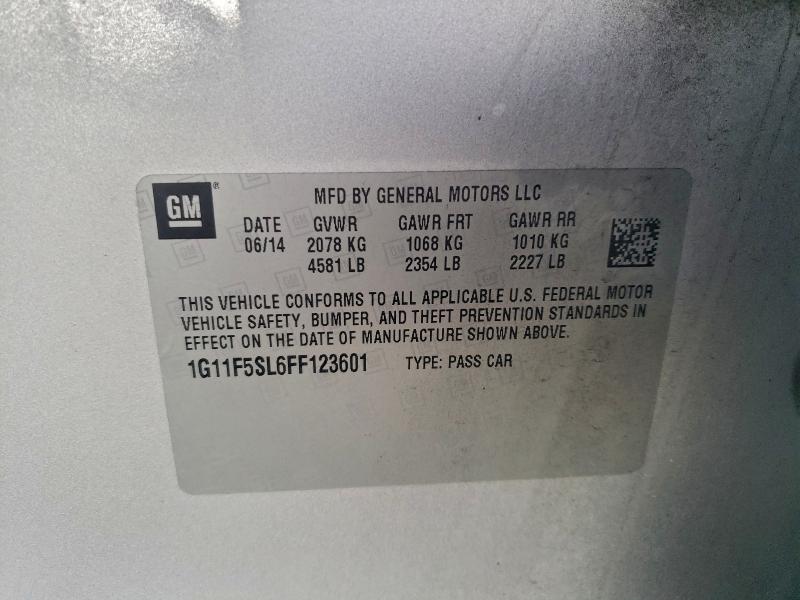 GM®
MFD BY GENERAL MOTORS LLC
DATE GVWR GAWR FRT GAWR RR
06/14 2078 KG 1068 KG 1010 KG
4581 LB 2354 LB 2227 LB
THIS VEHICLE CONFORMS TO ALL APPLICABLE U.S. FEDERAL MOTOR
VEHICLE SAFETY, BUMPER, AND THEFT PREVENTION STANDARDS IN
EFFECT ON THE DATE OF MANUFACTURE SHOWN ABOVE.
1G11F5SL6FF123601 TYPE: PASS CAR